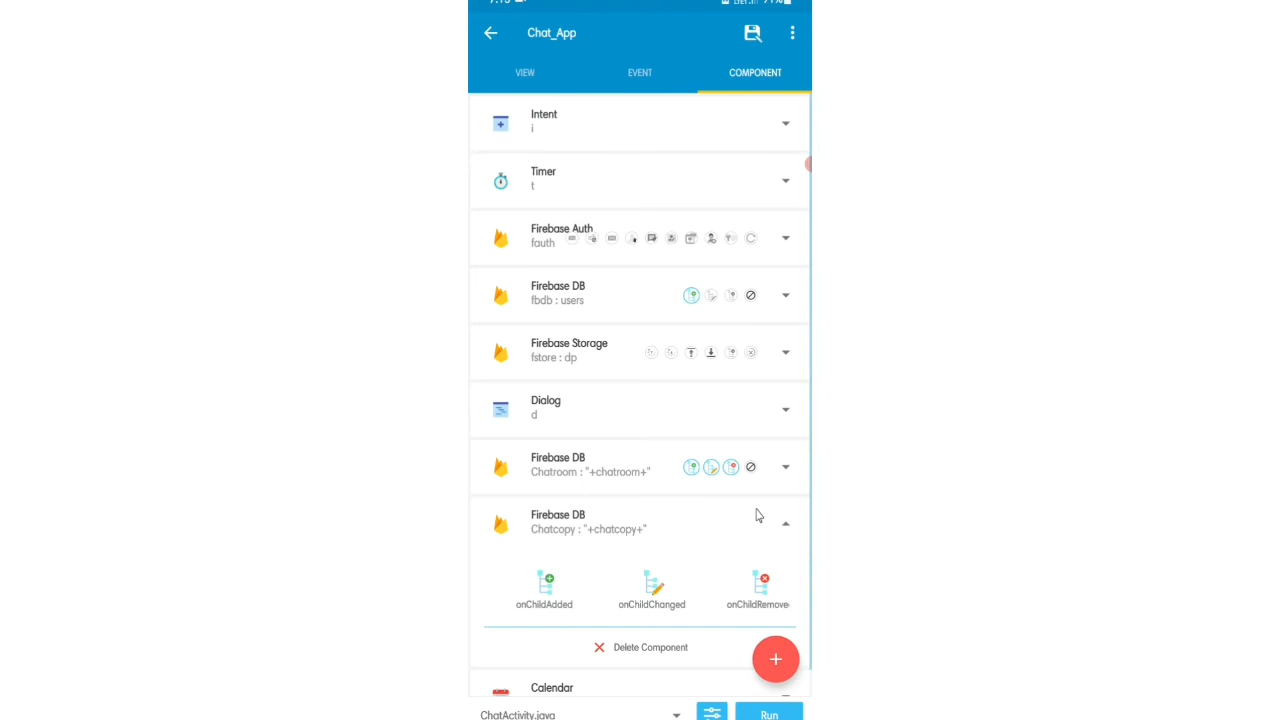 Chat_App
VIEW
EVENT
COMPONENT
Intent
i
Timer
t
Firebase Auth
fauth
Firebase DB
fbdb : users
Firebase Storage
fstore : dp
Dialog
d
Firebase DB
Chatroom : "+chatroom+"
Firebase DB
Chatcopy : "+chatcopy+"
onChildAdded
onChildChanged
onChildRemove
Delete Component
Calendar
ChatActivity.java
Run